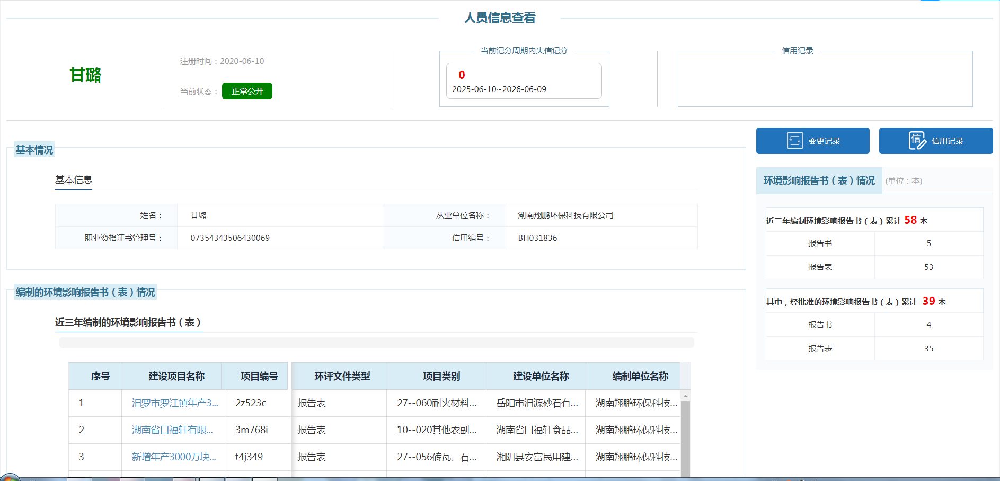 人员信息查看
甘璐
注册时间：2020-06-10
当前状态：
正常公开
当前记分周期内失信记分
0
2025-06-10~2026-06-09
信用记录
变更记录
信 信用记录
基本情况
基本信息
姓名： 甘璐 从业单位名称： 湖南翔鹏环保科技有限公司
职业资格证书管理号： 07354343506430069 信用编号： BH031836
环境影响报告书（表）情况 (单位：本)
近三年编制环境影响报告书（表）累计 58 本
报告书 5
报告表 53
其中，经批准的环境影响报告书（表）累计 39 本
报告书 4
报告表 35
编制的环境影响报告书（表）情况
近三年编制的环境影响报告书（表）
序号 建设项目名称 项目编号 环评文件类型 项目类别 建设单位名称 编制单位名称
1 汨罗市罗江镇年产3... 2z523c 报告表 27--060耐火材料... 岳阳市汨源砂石有... 湖南翔鹏环保科技...
2 湖南省口福轩有限... 3m768i 报告表 10--020其他农副... 湖南省口福轩食品... 湖南翔鹏环保科技...
3 新增年产3000万块... t4j349 报告表 27--056砖瓦、石... 湘阴县安富民用建... 湖南翔鹏环保科技...